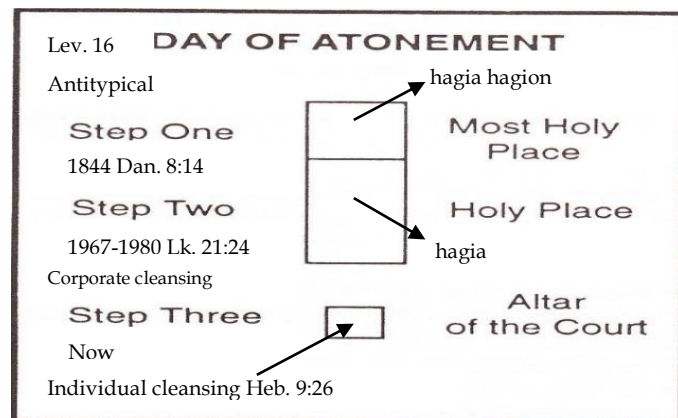 Lev. 16 DAY OF ATONEMENT
hagia hagion
Antitypical
Step One
Most Holy
Place
1844 Dan. 8:14
Step Two
Holy Place
1967-1980 Lk. 21:24
hagia
Corporate cleansing
Step Three
Altar
of the Court
Now
Individual cleansing Heb. 9:26